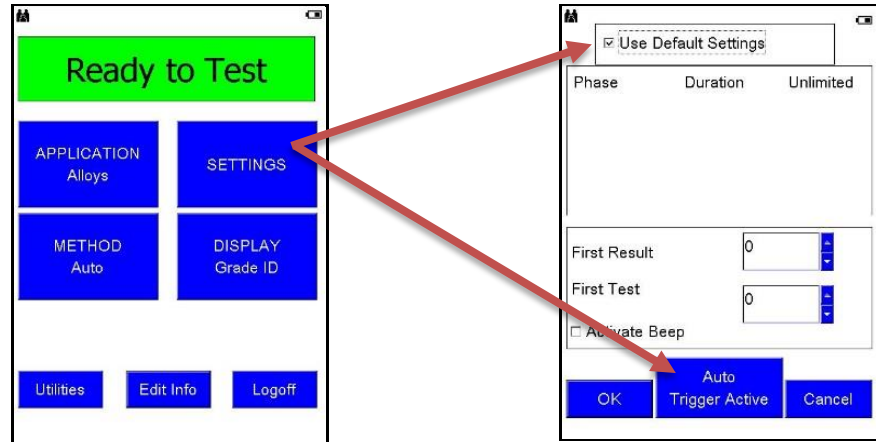 Ready to Test
APPLICATION
Alloys
SETTINGS
METHOD
Auto
DISPLAY
Grade ID
Utilities
Edit Info
Logoff
Use Default Settings
Phase Duration Unlimited
First Result 0
First Test 0
Activate Beep
OK
Auto
Trigger Active
Cancel